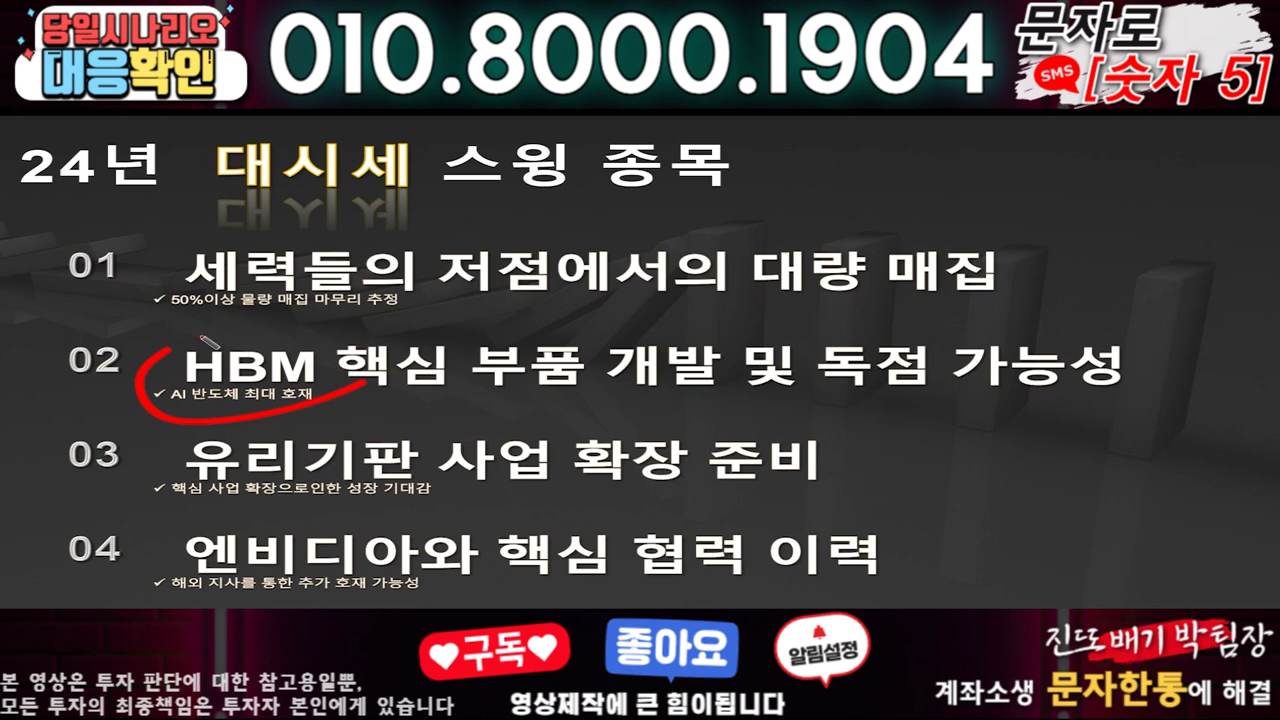 당일시나리오
대응확인
010.8000.1904
문자로
SMS [숫자 5]
24년 대시세 스윙 종목
01 세력들의 저점에서의 대량 매집
✓ 50%이상 물량 매집 마무리 추정
02 HBM 핵심 부품 개발 및 독점 가능성
✓ AI 반도체 최대 호재
03 유리기판 사업 확장 준비
✓ 핵심 사업 확장으로인한 성장 기대감
04 엔비디아와 핵심 협력 이력
✓ 해외 지사를 통한 추가 호재 가능성
구독
좋아요
알림설정
영상제작에 큰 힘이됩니다
본 영상은 투자 판단에 대한 참고용일뿐,
모든 투자의 최종책임은 투자자 본인에게 있습니다
진또배기 박팀장
계좌소생 문자한통에 해결